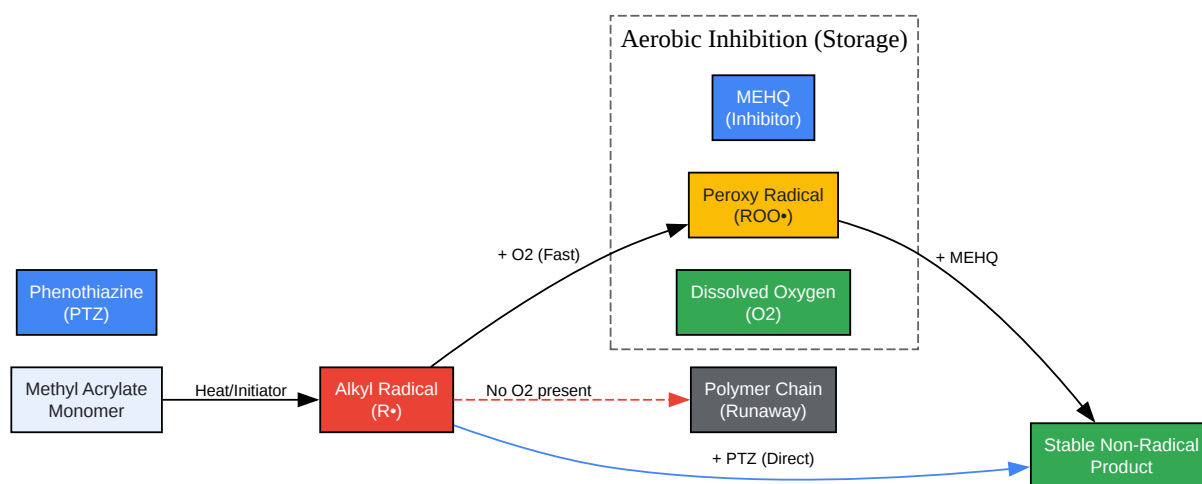 Aerobic Inhibition (Storage)
MEHQ
(Inhibitor)
Peroxy Radical
(ROO•)
+ O2 (Fast)
+ MEHQ
Phenothiazine
(PTZ)
Dissolved Oxygen
(O2)
Methyl Acrylate
Monomer
Heat/Initiator
Alkyl Radical
(R•)
No O2 present
Polymer Chain
(Runaway)
+ PTZ (Direct)
Stable Non-Radical
Product